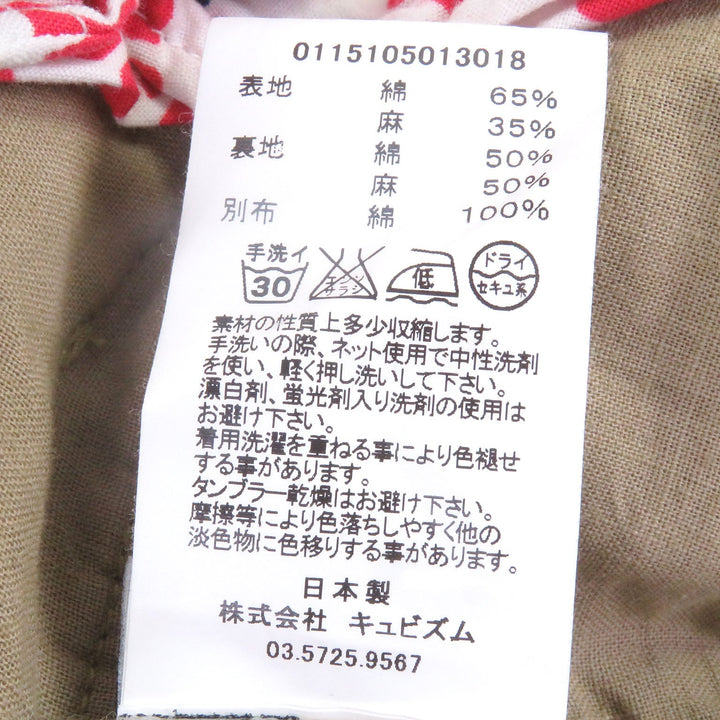 0115105013018
表地 綿 65%
麻 35%
裏地 綿 50%
麻 50%
別布 綿 100%
手洗イ 30 エンソサラシ 低 ドライ セキユ系
素材の性質上多少収縮します。
手洗いの際、ネット使用で中性洗剤
を使い、軽く押し洗いして下さい。
漂白剤、蛍光剤入り洗剤の使用は
お避け下さい。
着用洗濯を重ねる事により色褪せ
する事があります。
タンブラー乾燥はお避け下さい。
摩擦等により色落ちしやすく他の
淡色物に色移りする事があります。
日本製
株式会社 キュビズム
03.5725.9567